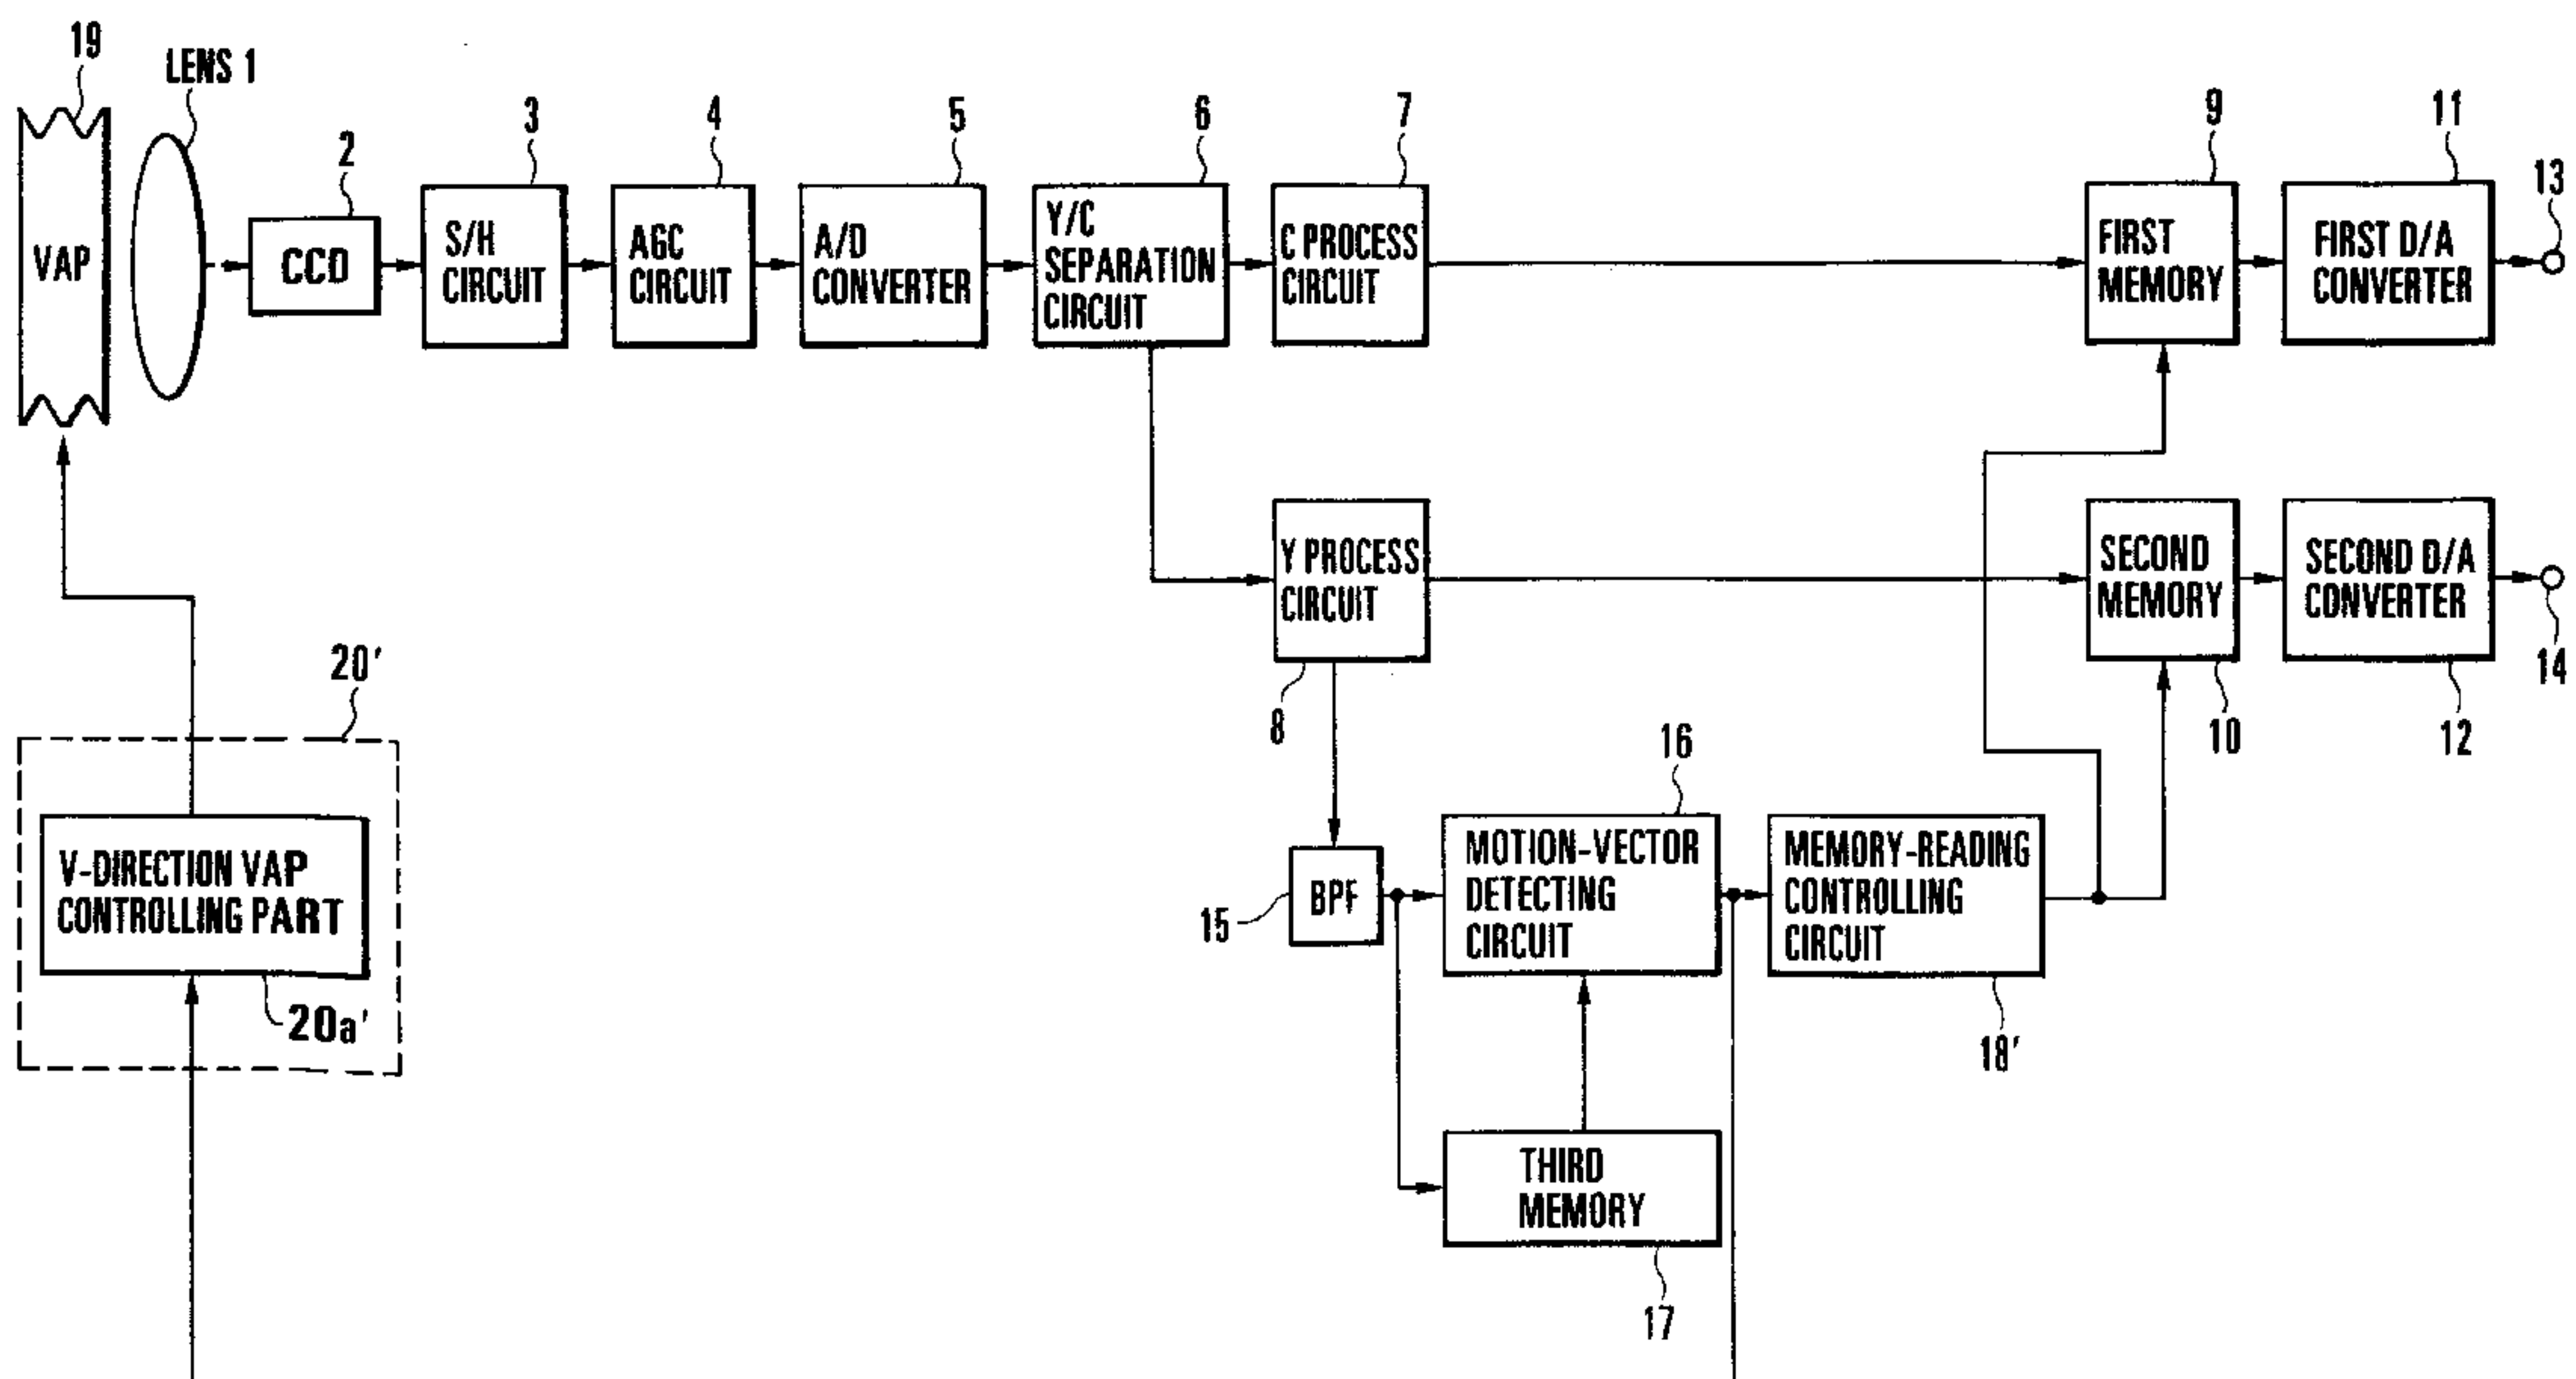 19
LENS 1
2
3
4
5
6
7
9
11
13
VAP
CCD
S/H
CIRCUIT
AGC
CIRCUIT
A/D
CONVERTER
Y/C
SEPARATION
CIRCUIT
C PROCESS
CIRCUIT
FIRST
MEMORY
FIRST D/A
CONVERTER
Y PROCESS
CIRCUIT
SECOND
MEMORY
SECOND D/A
CONVERTER
14
20'
8
16
10
12
V-DIRECTION VAP
CONTROLLING PART
20a'
15
BPF
MOTION-VECTOR
DETECTING
CIRCUIT
MEMORY-READING
CONTROLLING
CIRCUIT
18'
THIRD
MEMORY
17